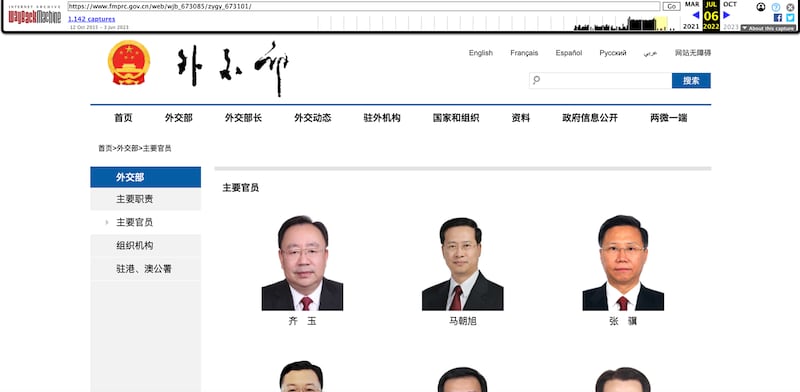 INTERNET ARCHIVE
WayBackMachine
https://www.fmprc.gov.cn/web/wjb_673085/zygy_673101/
Go
MAR JUL OCT
1,142 captures
06
12 Oct 2011 – 3 Jun 2023
2021 2022 2023
About this capture
外交部
English Français Español Русский عربي 网站无障碍
搜索
首页 外交部 外交部长 外交动态 驻外机构 国家和组织 资料 政府信息公开 两微一端
首页>外交部>主要官员
外交部
主要职责
主要官员
组织机构
驻港、澳公署
主要官员
齐 玉 马朝旭 张 骥